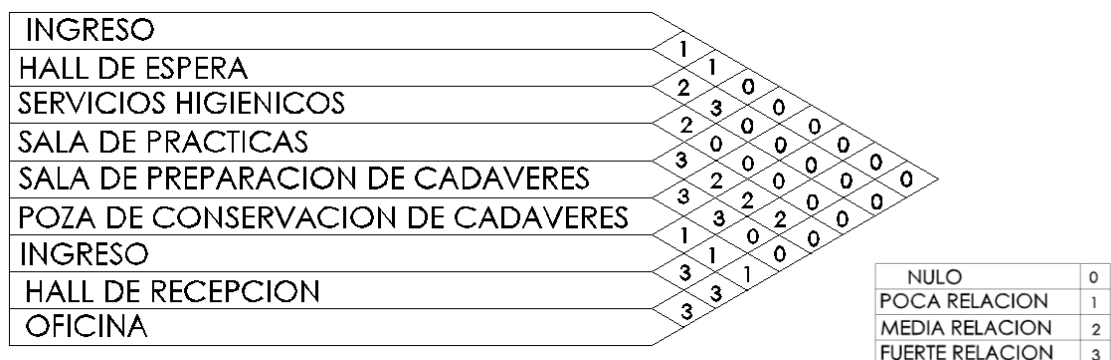 INGRESO
1
HALL DE ESPERA
1
2 0
SERVICIOS HIGIENICOS
3 0
2 0 0
SALA DE PRACTICAS
0 0 0
3 0 0 0
SALA DE PREPARACION DE CADAVERES
2 0 0 0
3 2 0 0
POZA DE CONSERVACION DE CADAVERES
3 2 0
1 0 0
INGRESO
1 0
3 1
HALL DE RECEPCION
3
3
OFICINA
NULO 0
POCA RELACION 1
MEDIA RELACION 2
FUERTE RELACION 3